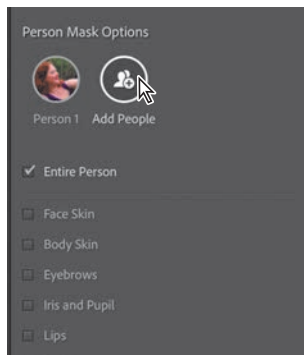 Person Mask Options
Person 1 Add People
Entire Person
Face Skin
Body Skin
Eyebrows
Iris and Pupil
Lips